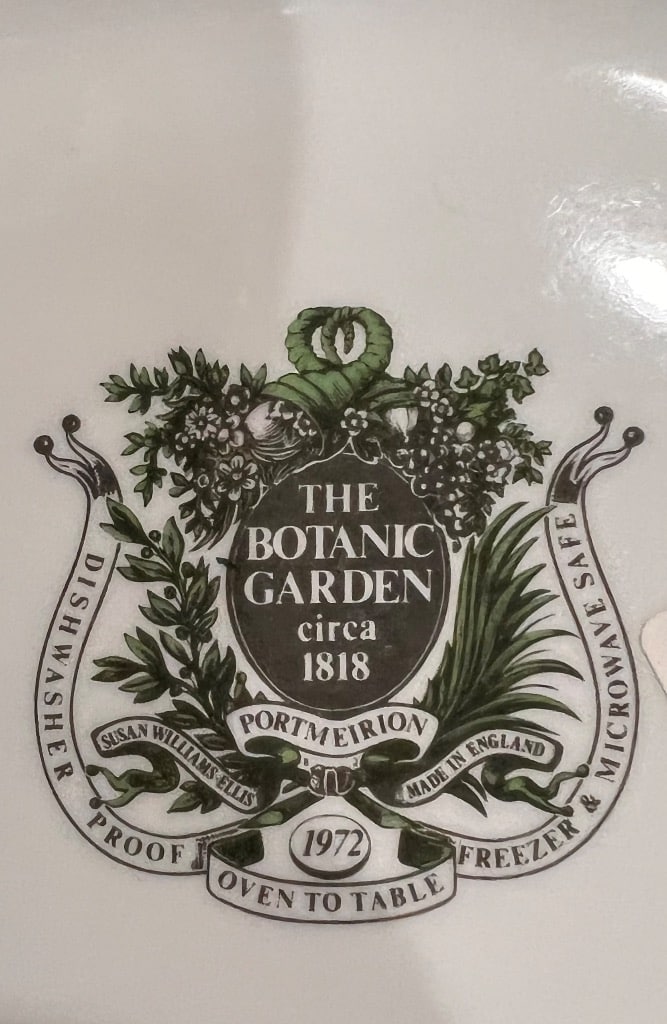 THE
BOTANIC
GARDEN
circa
1818
PORTMEIRION
SUSAN WILLIAMS-ELLIS
MADE IN ENGLAND
1972
DISHWASHER PROOF
OVEN TO TABLE
FREEZER & MICROWAVE SAFE